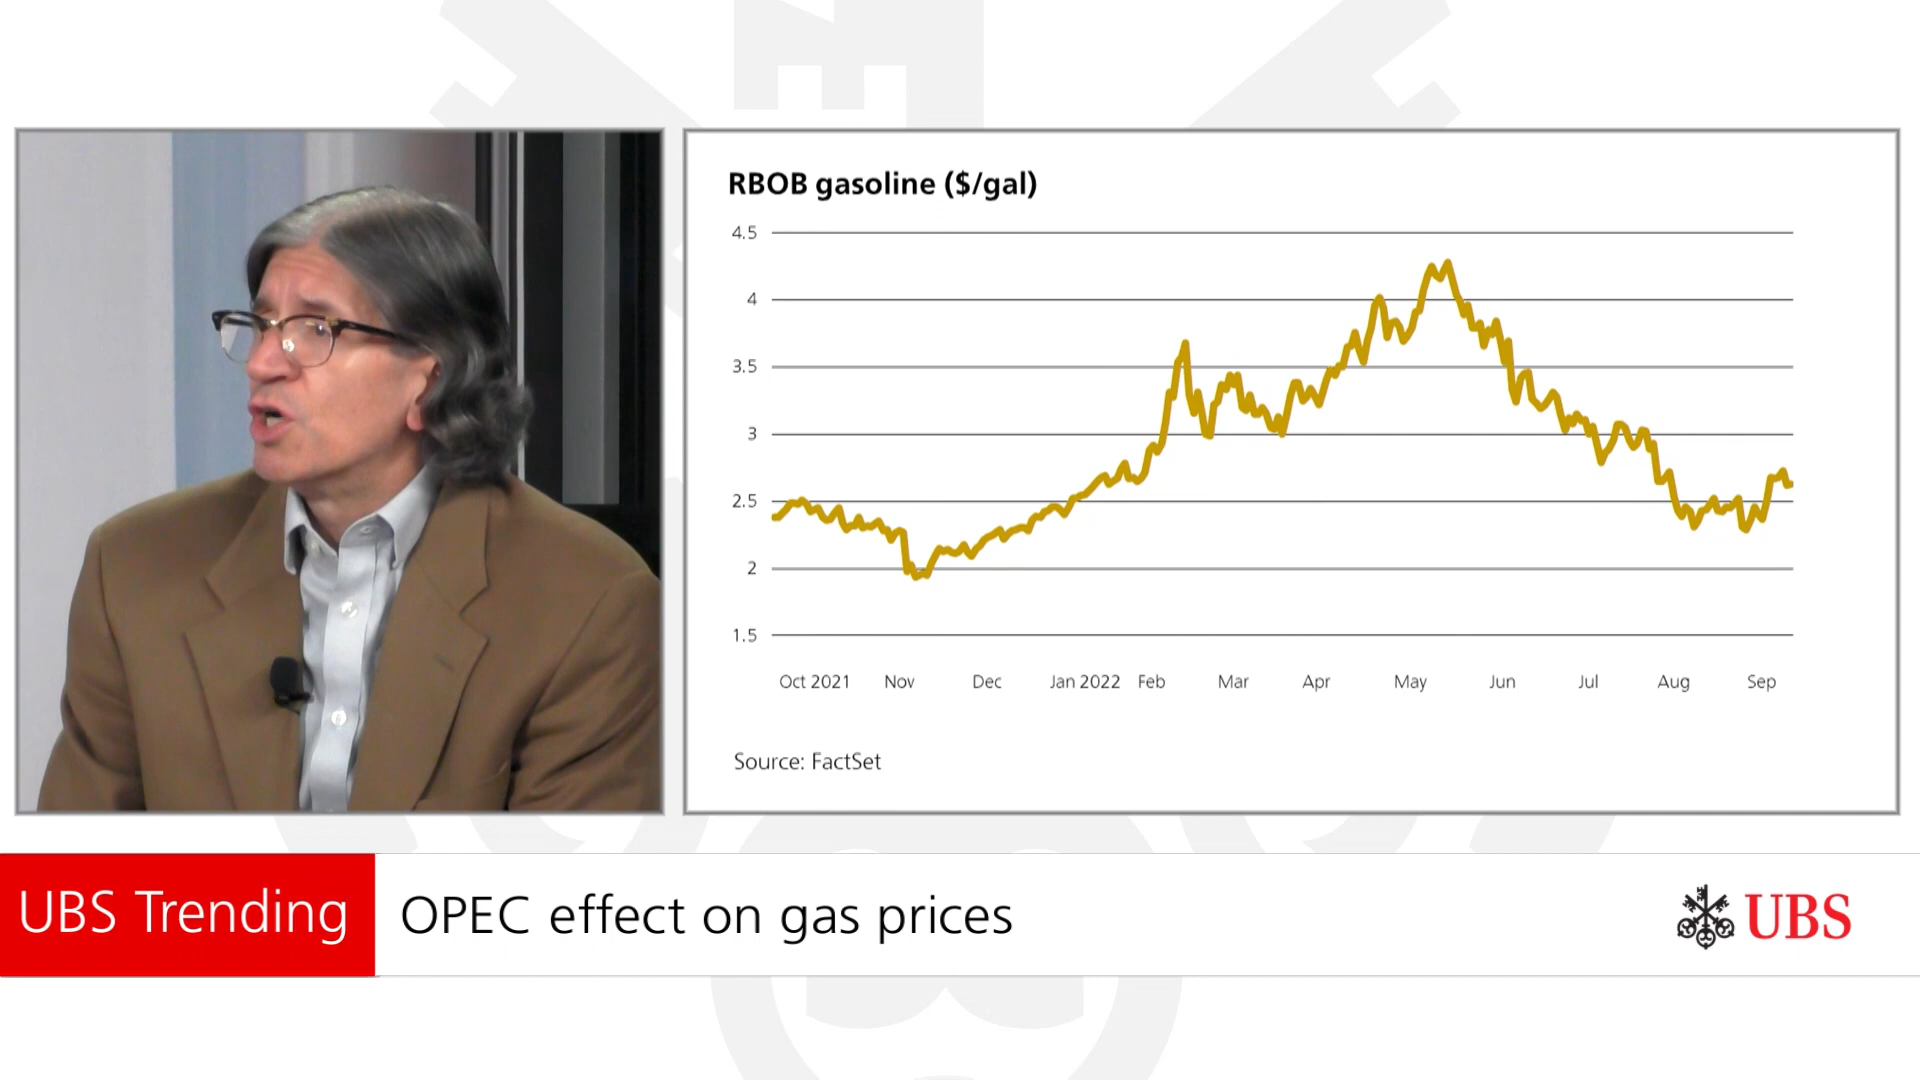 RBOB gasoline ($/gal)
4.5
4
3.5
3
2.5
2
1.5
Oct 2021 Nov Dec Jan 2022 Feb Mar Apr May Jun Jul Aug Sep
Source: FactSet
UBS Trending
OPEC effect on gas prices
UBS